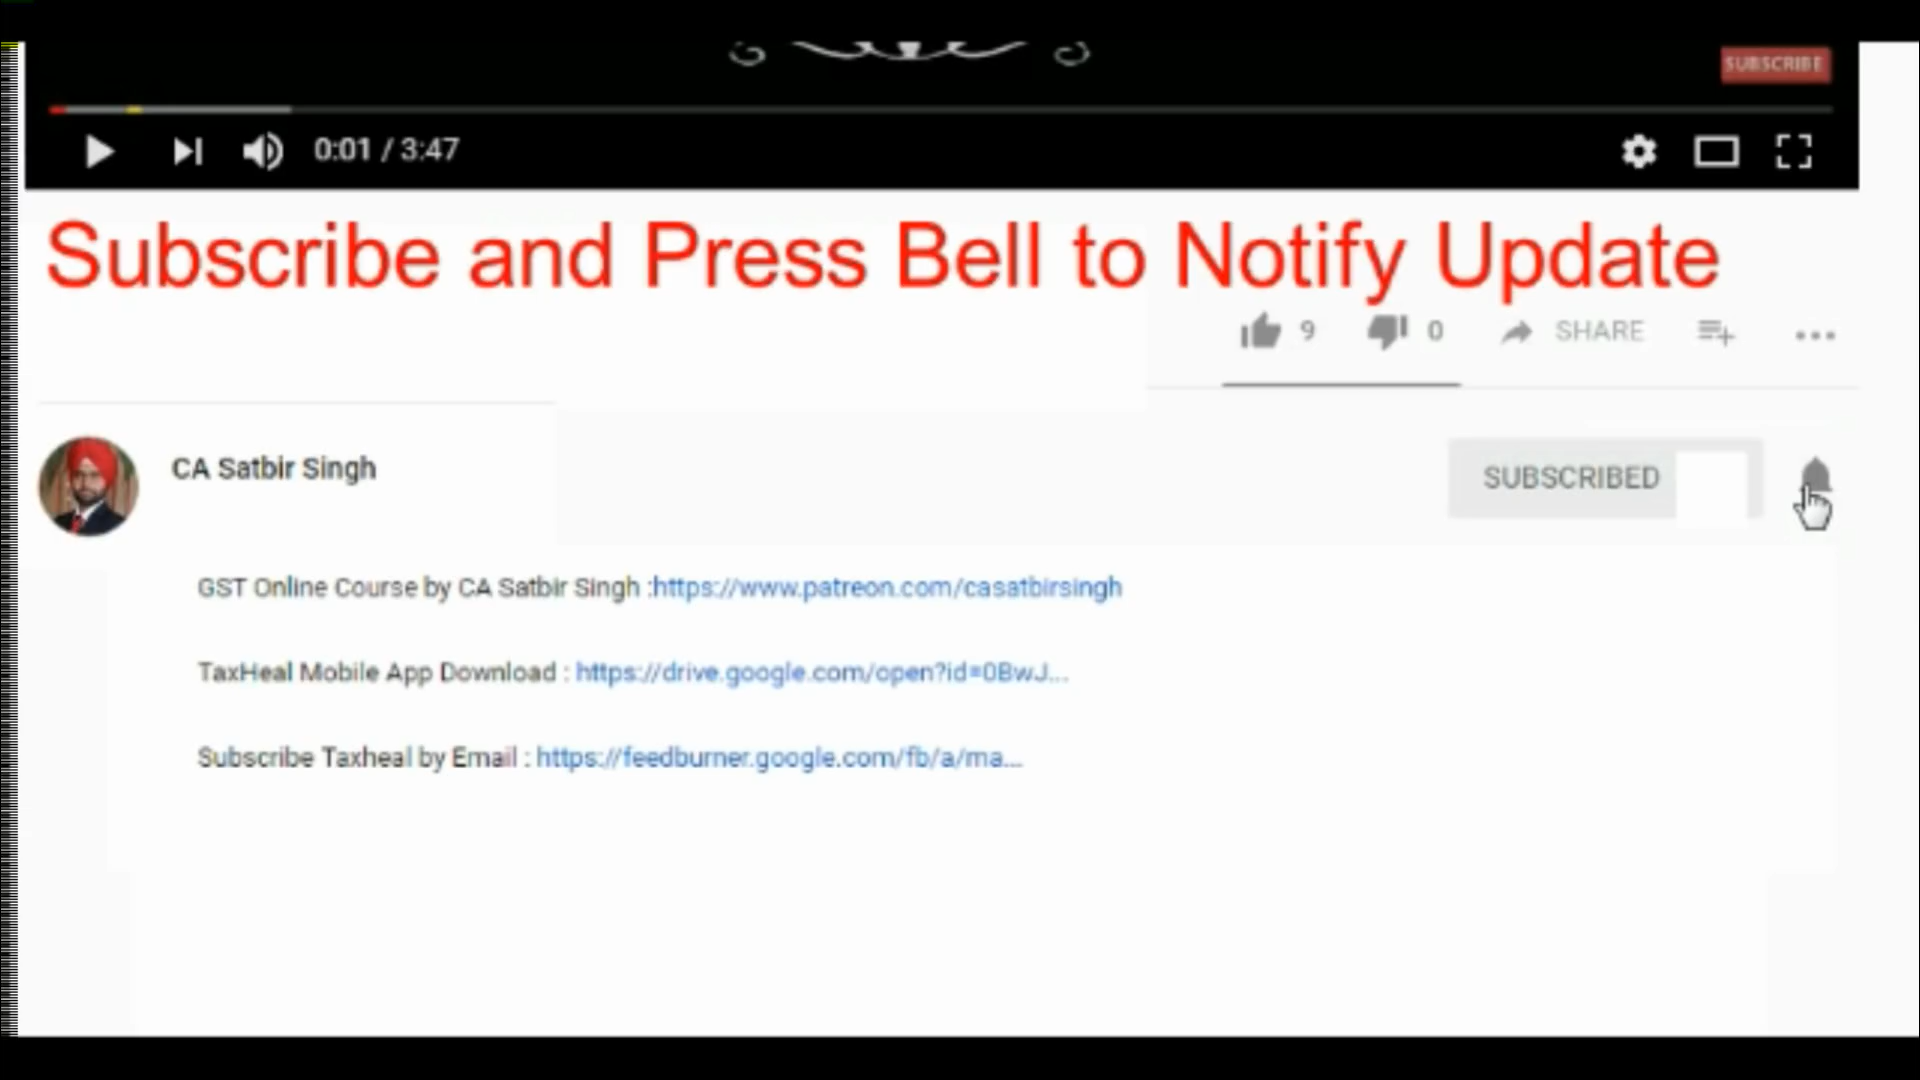 SUBSCRIBE
0:01 / 3:47
Subscribe and Press Bell to Notify Update
9 0 SHARE
CA Satbir Singh
SUBSCRIBED
GST Online Course by CA Satbir Singh :https://www.patreon.com/casatbirsingh
TaxHeal Mobile App Download : https://drive.google.com/open?id=0BwJ...
Subscribe Taxheal by Email : https://feedburner.google.com/fb/a/ma...